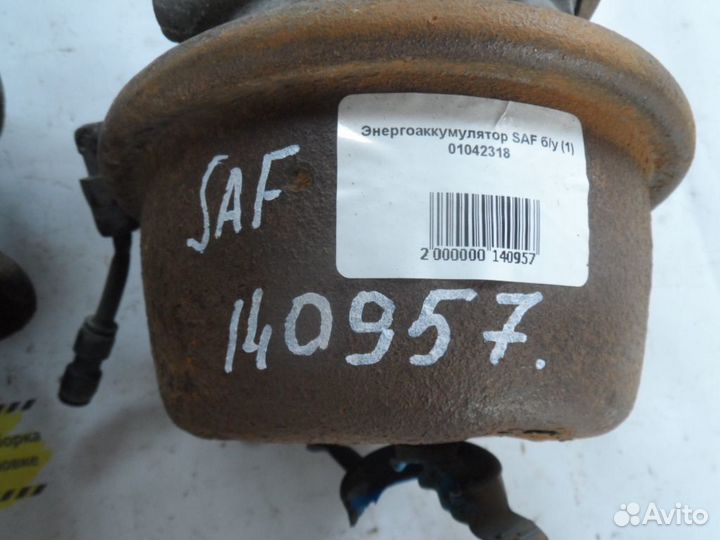 Энергоаккумулятор SAF б/у (1)
01042318
2 000000 140957
SAF
140957.
Avito